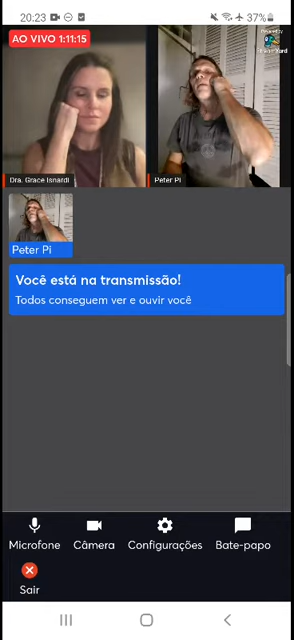 20:23
37%
AO VIVO 1:11:15
Dra. Grace Isnardi
Peter Pi
Peter Pi
Você está na transmissão!
Todos conseguem ver e ouvir você
Microfone
Câmera
Configurações
Bate-papo
Sair